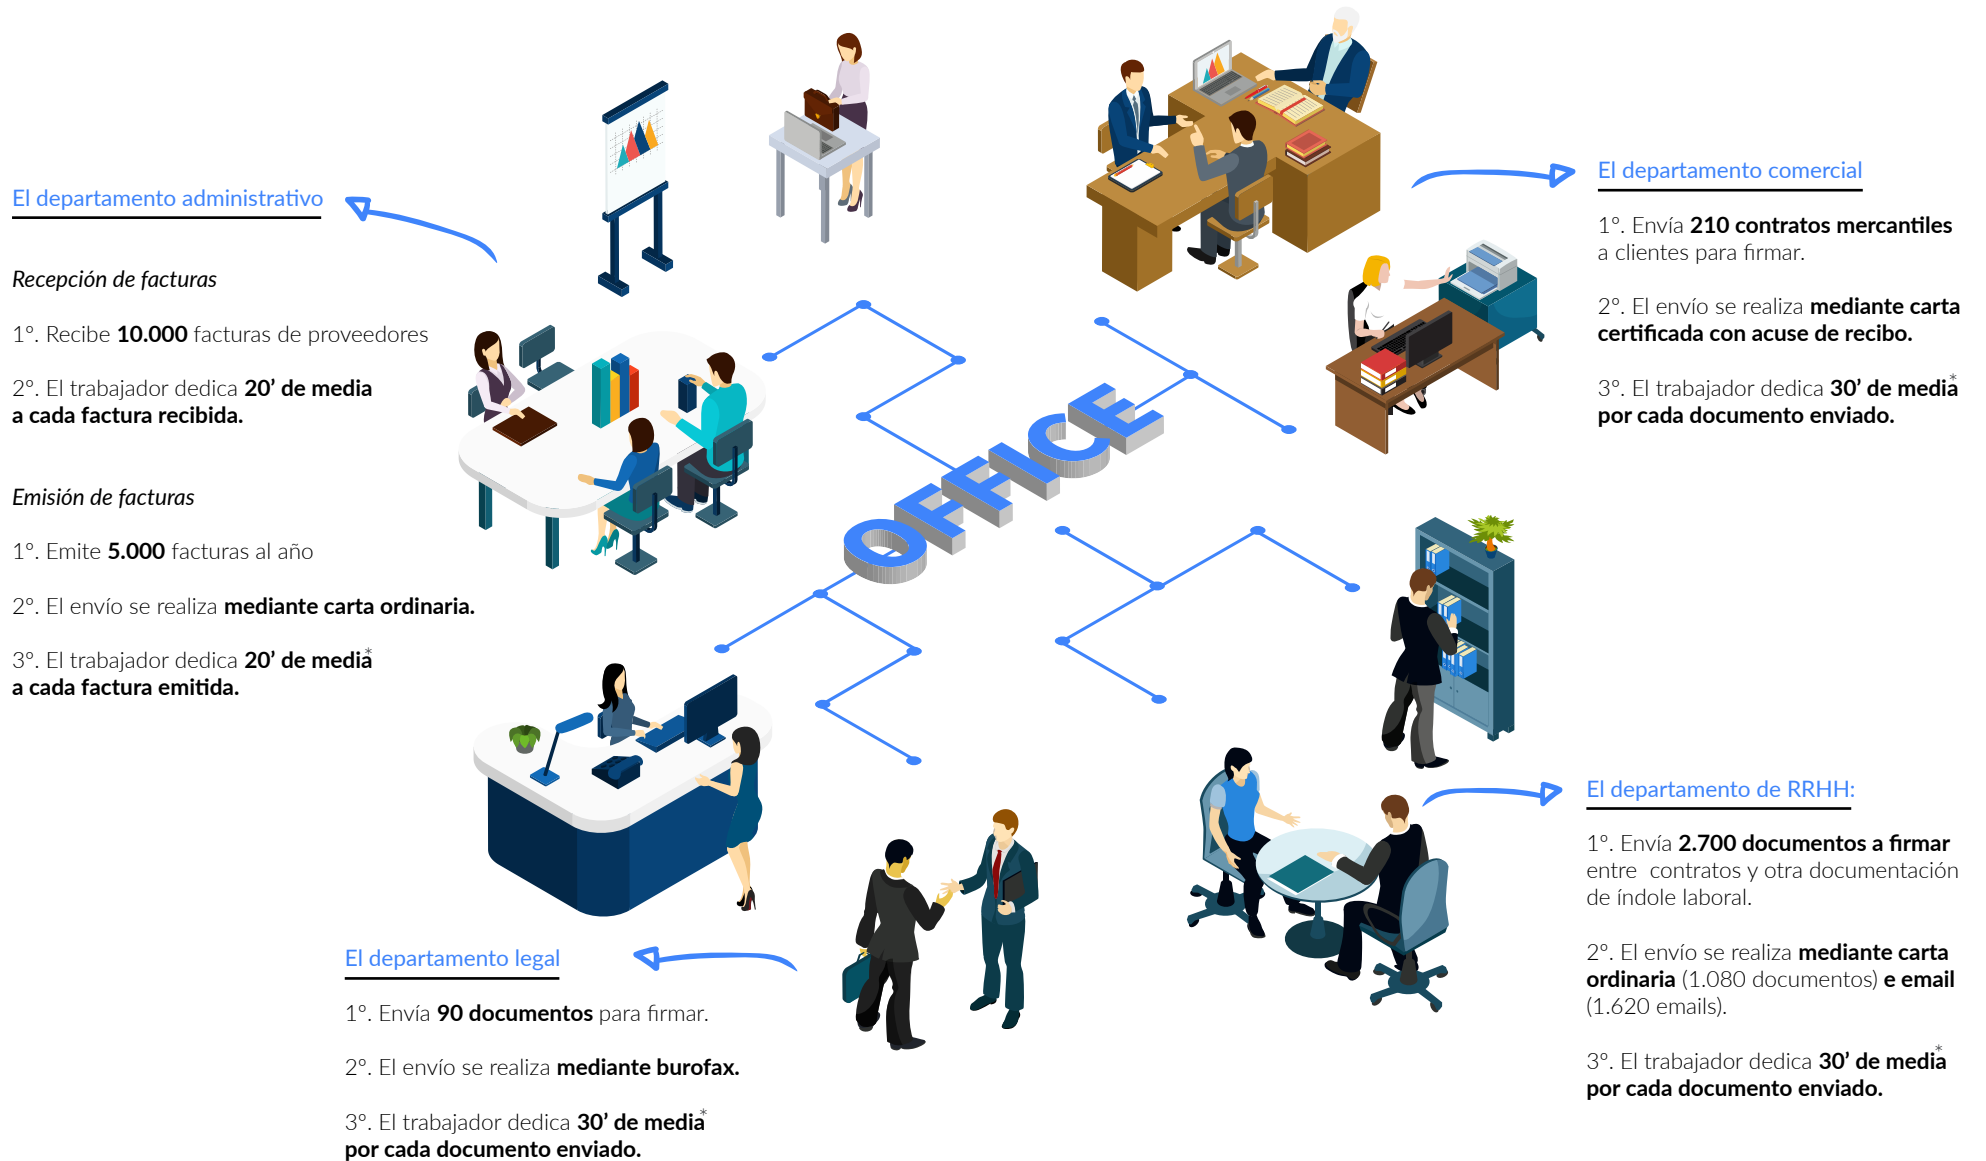 El departamento administrativo
Recepción de facturas
1º. Recibe 10.000 facturas de proveedores
2º. El trabajador dedica 20’ de media
a cada factura recibida.
Emisión de facturas
1º. Emite 5.000 facturas al año
2º. El envío se realiza mediante carta ordinaria.
3º. El trabajador dedica 20’ de media*
a cada factura emitida.
OFFICE
El departamento comercial
1º. Envía 210 contratos mercantiles
a clientes para firmar.
2º. El envío se realiza mediante carta
certificada con acuse de recibo.
3º. El trabajador dedica 30’ de media*
por cada documento enviado.
El departamento legal
1º. Envía 90 documentos para firmar.
2º. El envío se realiza mediante burofax.
3º. El trabajador dedica 30’ de media*
por cada documento enviado.
El departamento de RRHH:
1º. Envía 2.700 documentos a firmar
entre contratos y otra documentación
de índole laboral.
2º. El envío se realiza mediante carta
ordinaria (1.080 documentos) e email
(1.620 emails).
3º. El trabajador dedica 30’ de media*
por cada documento enviado.